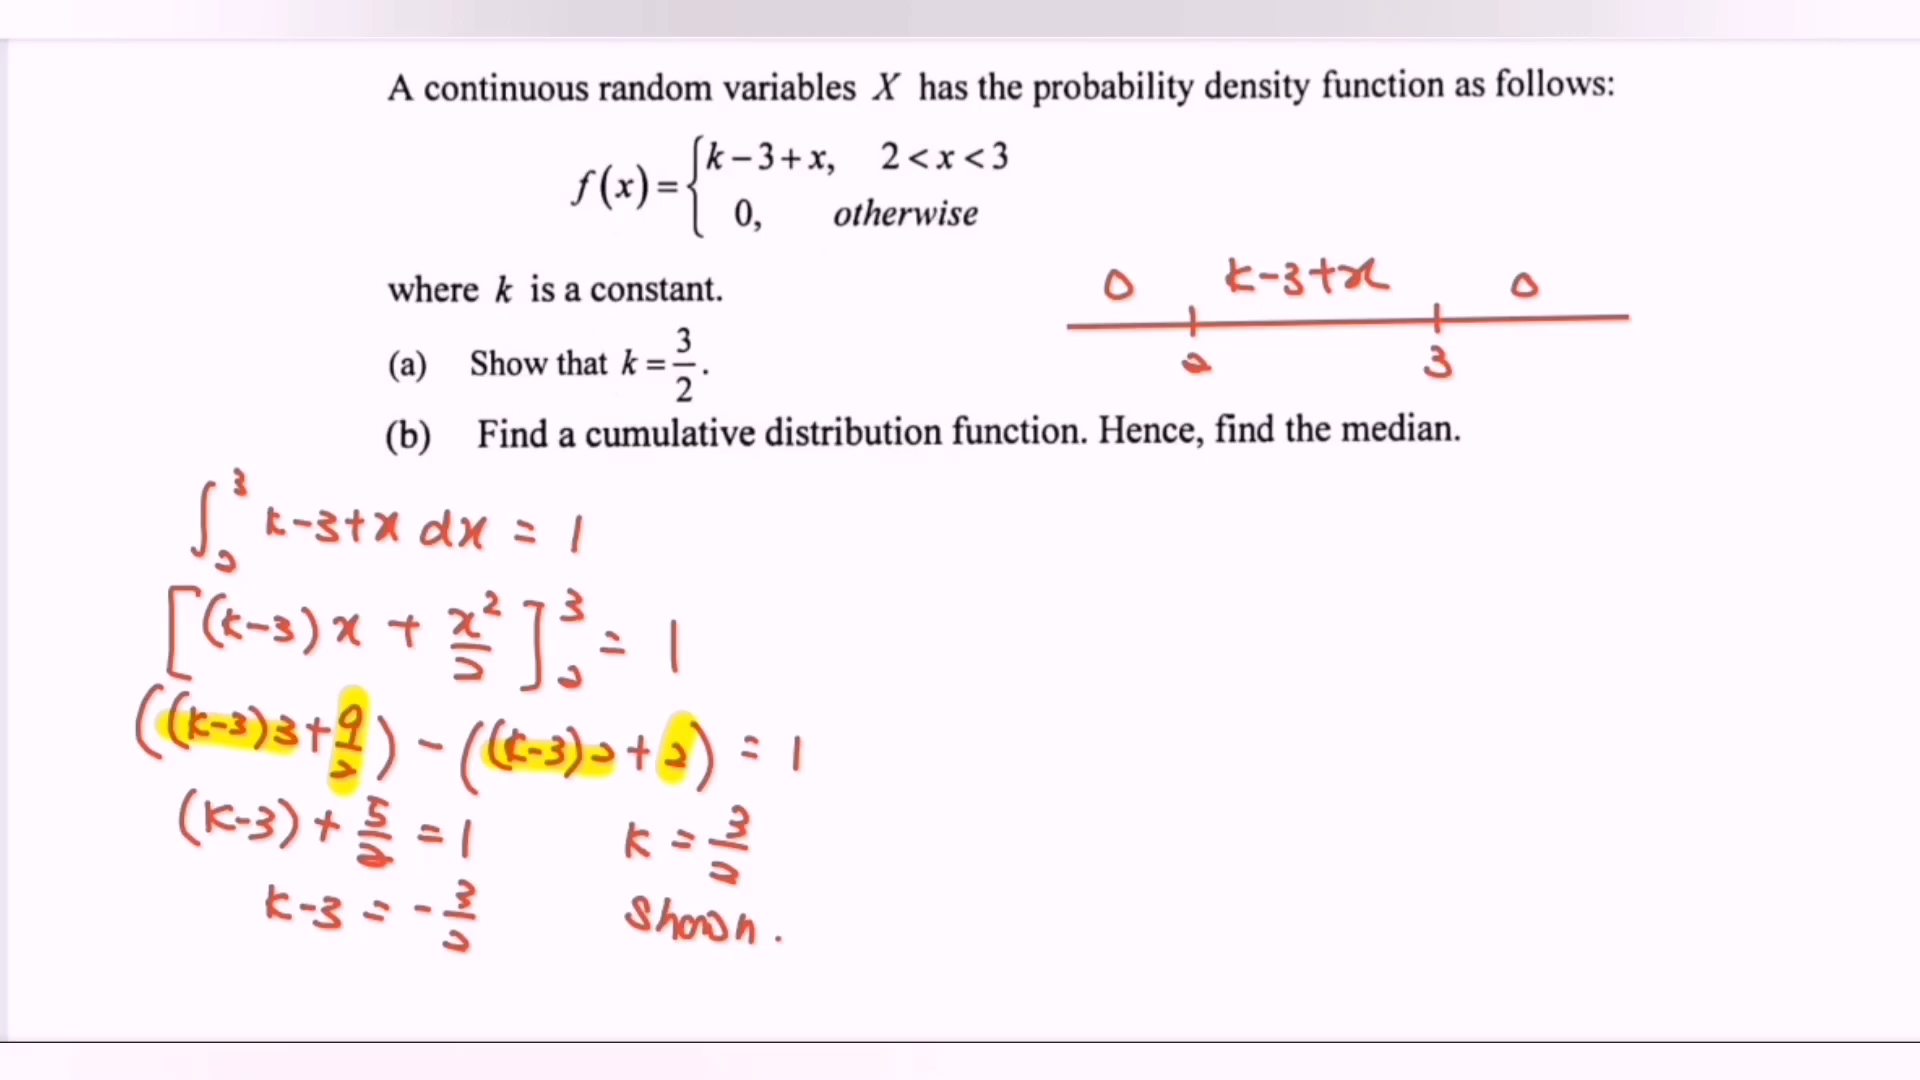 A continuous random variables X has the probability density function as follows:
f(x) = { k − 3 + x, 2 < x < 3
0, otherwise
where k is a constant.
0 k-3+x 0
2 3
(a) Show that k = 3/2.
(b) Find a cumulative distribution function. Hence, find the median.
∫₂³ k-3+x dx = 1
[(k-3)x + x²/2]₂³ = 1
((k-3)3 + 9/2) - ((k-3)2 + 2) = 1
(k-3) + 5/2 = 1 k = 3/2
k-3 = -3/2 shown.